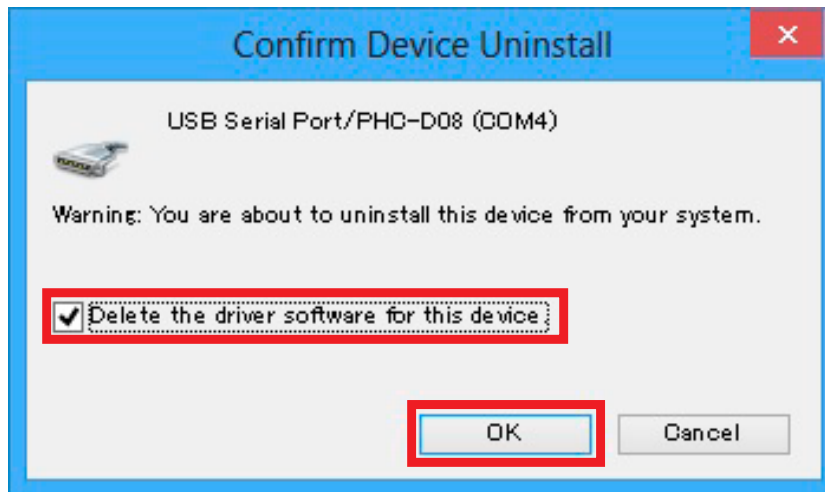 Confirm Device Uninstall
USB Serial Port/PHC-D08 (COM4)
Warning: You are about to uninstall this device from your system.
Delete the driver software for this device.
OK
Cancel